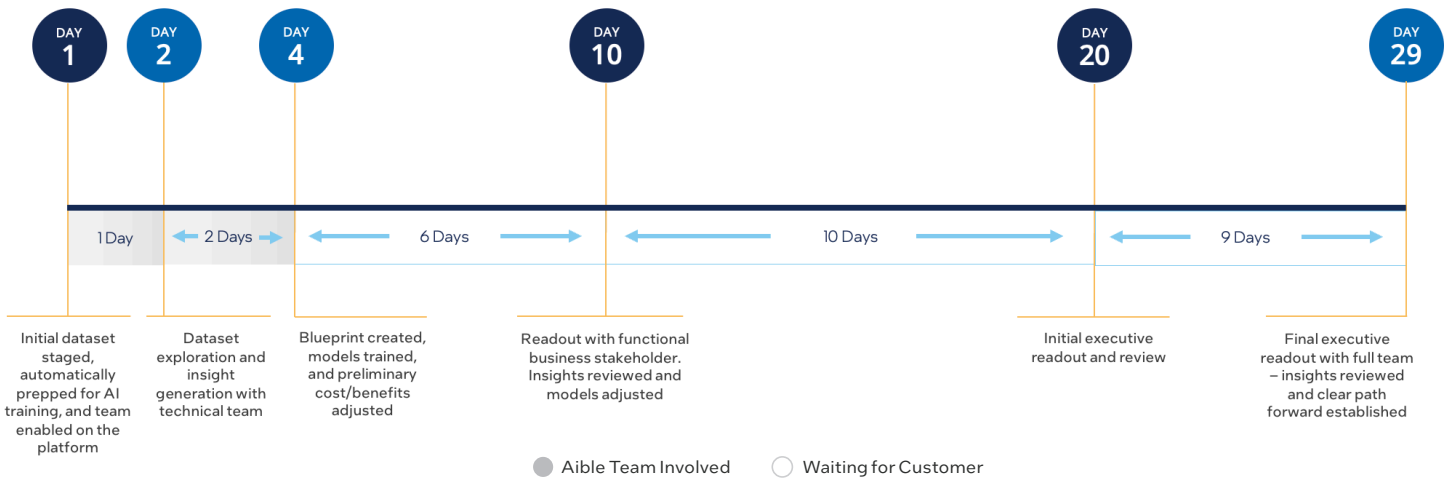 DAY
1
DAY
2
DAY
4
DAY
10
DAY
20
DAY
29
1 Day
2 Days
6 Days
10 Days
9 Days
Initial dataset
staged,
automatically
prepped for AI
training, and team
enabled on the
platform
Dataset
exploration and
insight
generation with
technical team
Blueprint created,
models trained,
and preliminary
cost/benefits
adjusted
Readout with functional
business stakeholder.
Insights reviewed and
models adjusted
Initial executive
readout and review
Final executive
readout with full team
– insights reviewed
and clear path
forward established
Aible Team Involved
Waiting for Customer